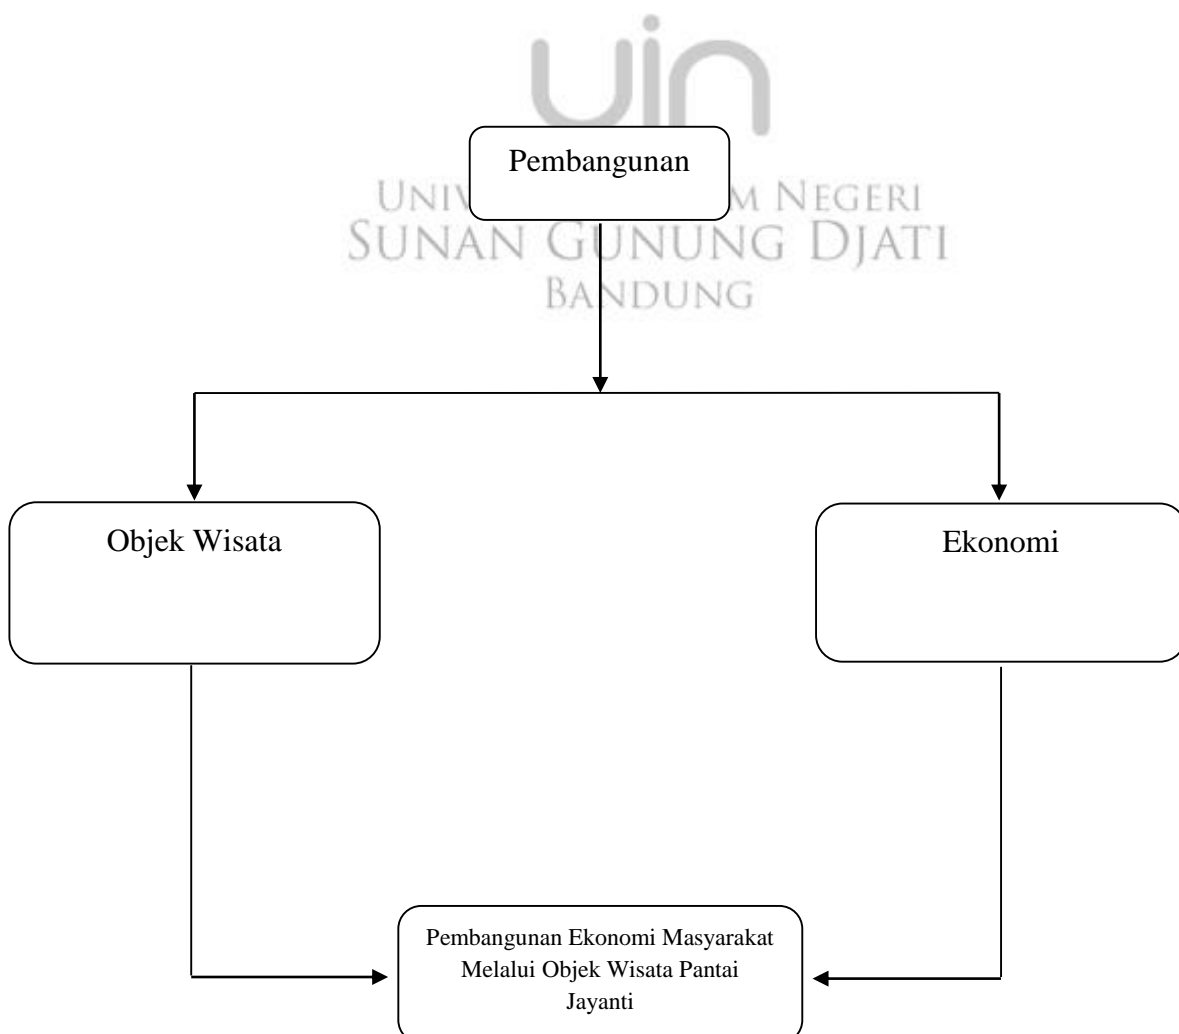 uin
Pembangunan
UNIV M NEGERI
SUNAN GUNUNG DJATI
BANDUNG
Objek Wisata
Ekonomi
Pembangunan Ekonomi Masyarakat
Melalui Objek Wisata Pantai
Jayanti